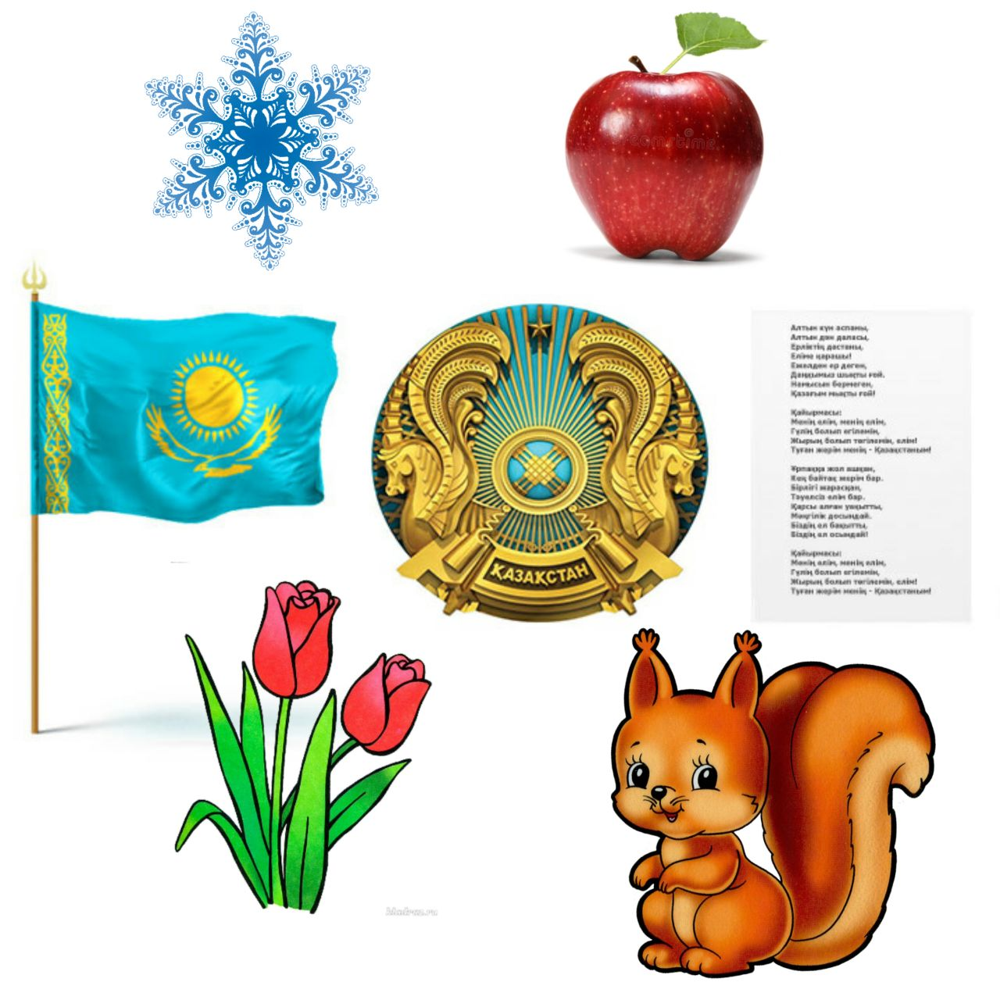 dreamstime
ҚАЗАҚСТАН
Алтын күн аспаны,
Алтын дән даласы,
Ерліктің дастаны,
Еліме қарашы!
Ежелден ер деген,
Даңқымыз шықты ғой.
Намысын бермеген,
Қазағым мықты ғой!
Қайырмасы:
Менің елім, менің елім,
Гүлің болып егілемін,
Жырың болып төгілемін, елім!
Туған жерім менің - Қазақстаным!
Ұрпаққа жол ашқан,
Кең байтақ жерім бар.
Бірлігі жарасқан,
Тәуелсіз елім бар.
Қарсы алған уақытты,
Мәңгілік досындай.
Біздің ел бақытты,
Біздің ел осындай!
Қайырмасы:
Менің елім, менің елім,
Гүлің болып егілемін,
Жырың болып төгілемін, елім!
Туған жерім менің - Қазақстаным!